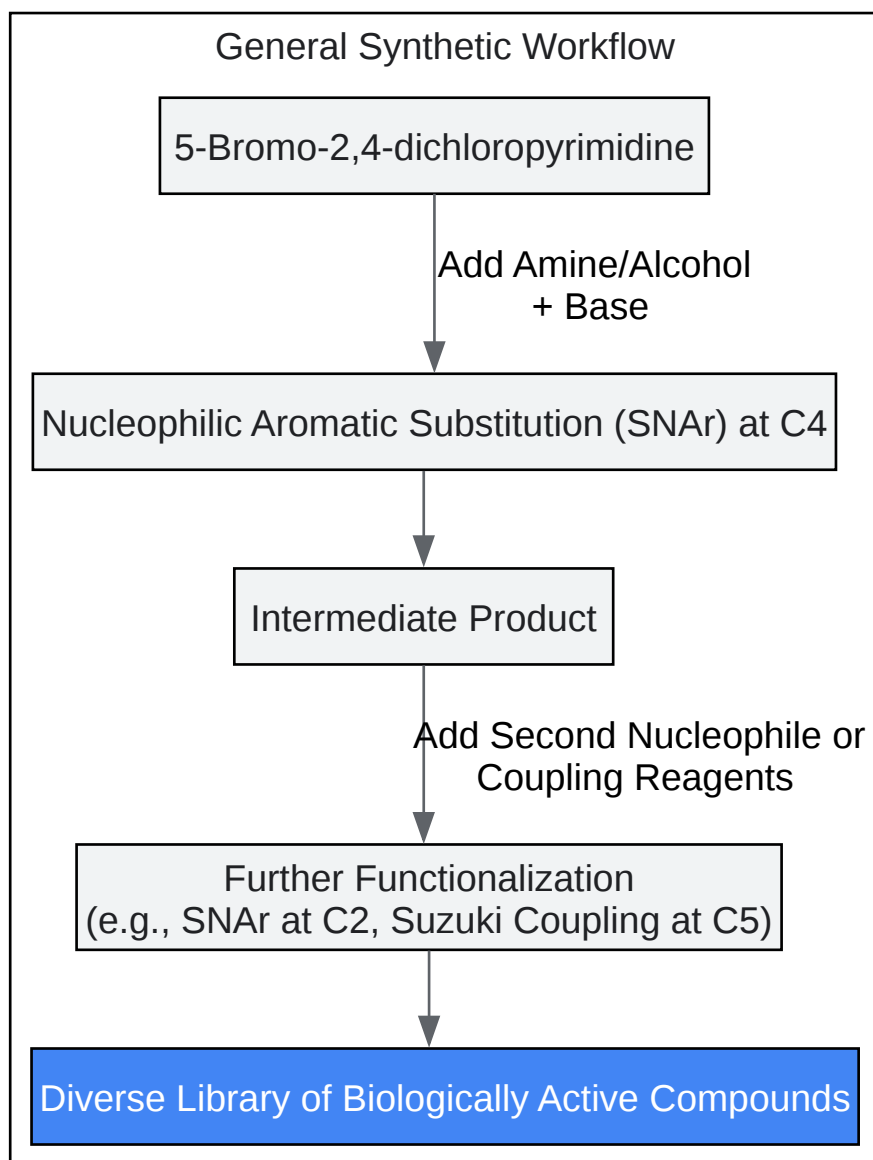 General Synthetic Workflow
5-Bromo-2,4-dichloropyrimidine
Add Amine/Alcohol
+ Base
Nucleophilic Aromatic Substitution (SNAr) at C4
Intermediate Product
Add Second Nucleophile or
Coupling Reagents
Further Functionalization
(e.g., SNAr at C2, Suzuki Coupling at C5)
Diverse Library of Biologically Active Compounds